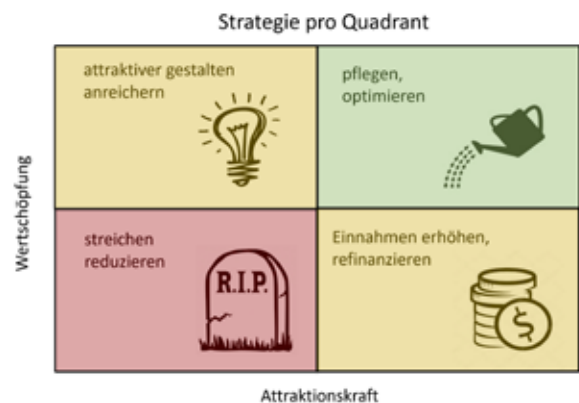 Strategie pro Quadrant
attraktiver gestalten
anreichern
pflegen,
optimieren
Wertschöpfung
streichen
reduzieren
R.I.P.
Einnahmen erhöhen,
refinanzieren
$
Attraktionskraft